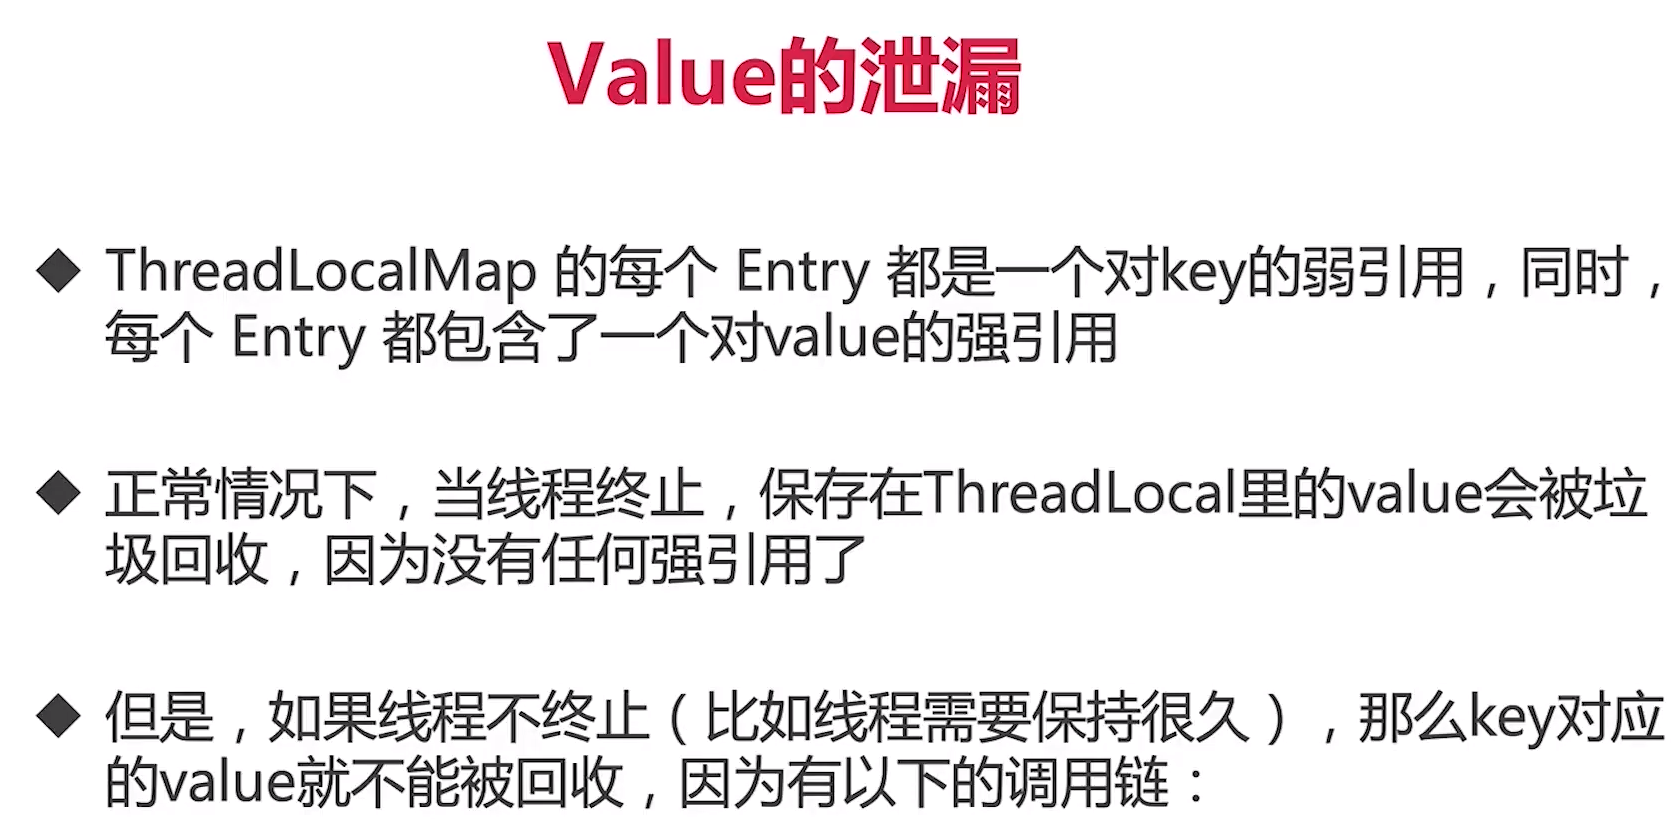 Value的泄漏
◆ ThreadLocalMap 的每个 Entry 都是一个对key的弱引用，同时，
每个 Entry 都包含了一个对value的强引用
◆ 正常情况下，当线程终止，保存在ThreadLocal里的value会被垃
圾回收，因为没有任何强引用了
◆ 但是，如果线程不终止（比如线程需要保持很久），那么key对应
的value就不能被回收，因为有以下的调用链：